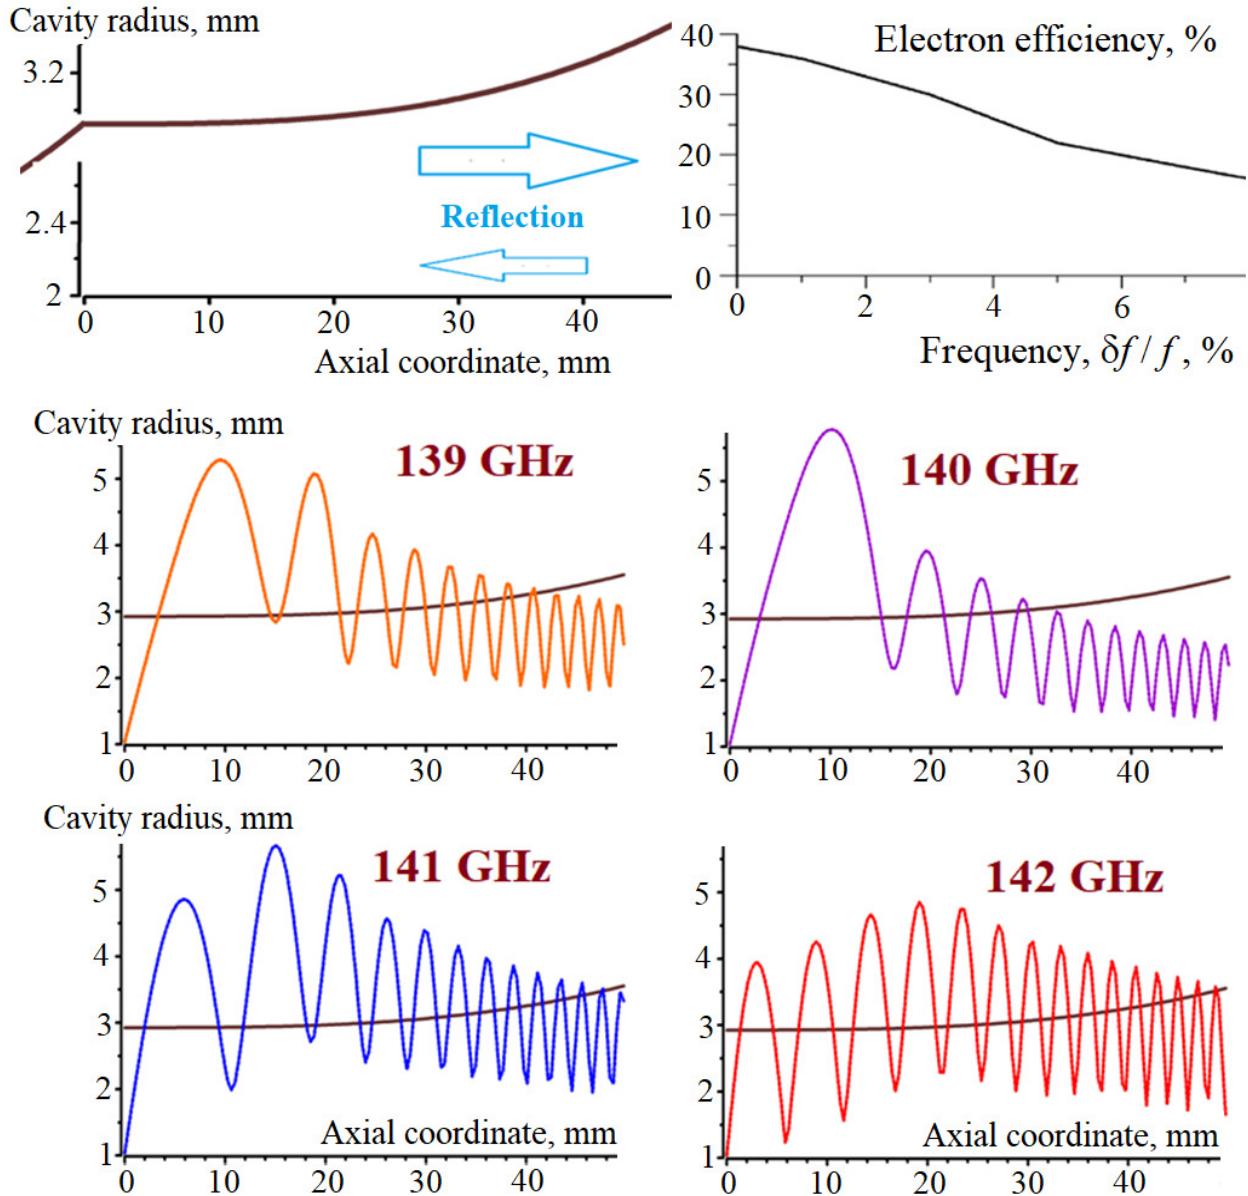 Cavity radius, mm
3.2
2.4
2
0 10 20 30 40
Axial coordinate, mm
Reflection
Electron efficiency, %
40
30
20
10
0
0 2 4 6
Frequency, δf / f, %
Cavity radius, mm
139 GHz
5
4
3
2
1
0 10 20 30 40
140 GHz
5
4
3
2
1
0 10 20 30 40
Cavity radius, mm
141 GHz
5
4
3
2
1
Axial coordinate, mm
0 10 20 30 40
142 GHz
5
4
3
2
1
Axial coordinate, mm
0 10 20 30 40 50